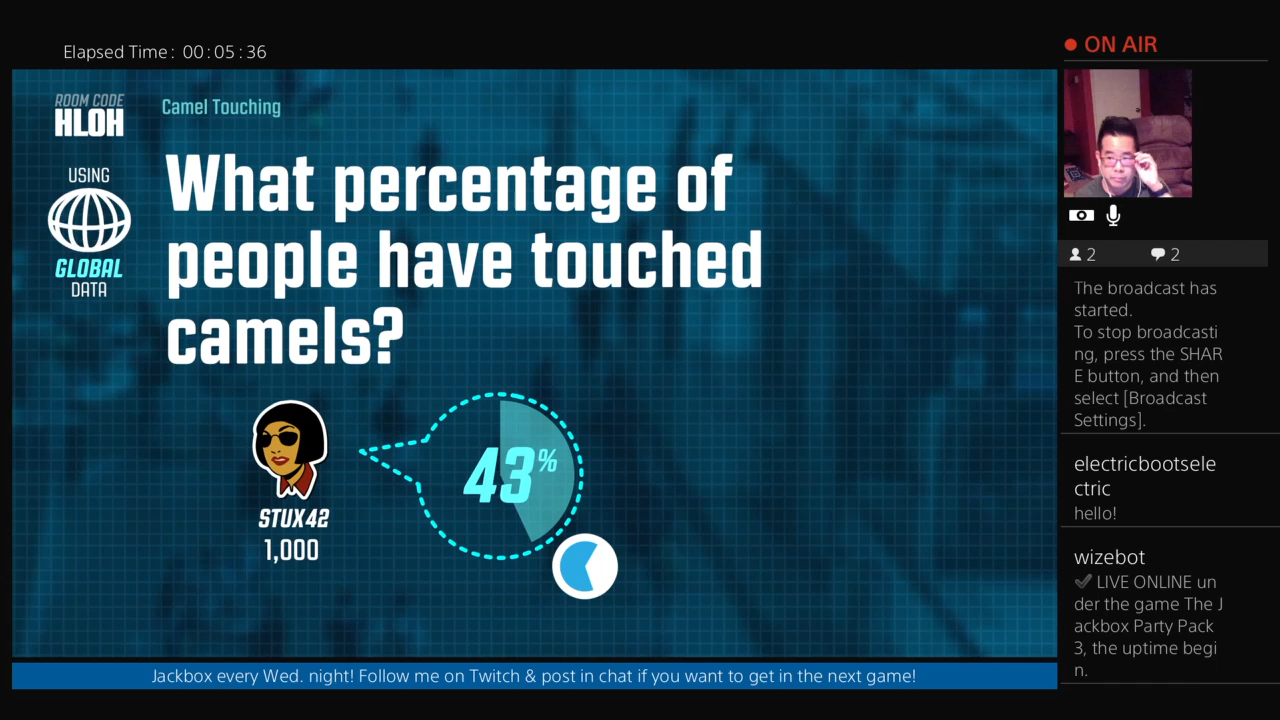 Elapsed Time: 00:05:36
ON AIR
ROOM CODE
HLOH
Camel Touching
USING
GLOBAL
DATA
What percentage of
people have touched
camels?
43%
STUX42
1,000
2
2
The broadcast has
started.
To stop broadcasti
ng, press the SHAR
E button, and then
select [Broadcast
Settings].
electricbootsele
ctric
hello!
wizebot
✔ LIVE ONLINE un
der the game The J
ackbox Party Pack
3, the uptime begi
n.
Jackbox every Wed. night! Follow me on Twitch & post in chat if you want to get in the next game!